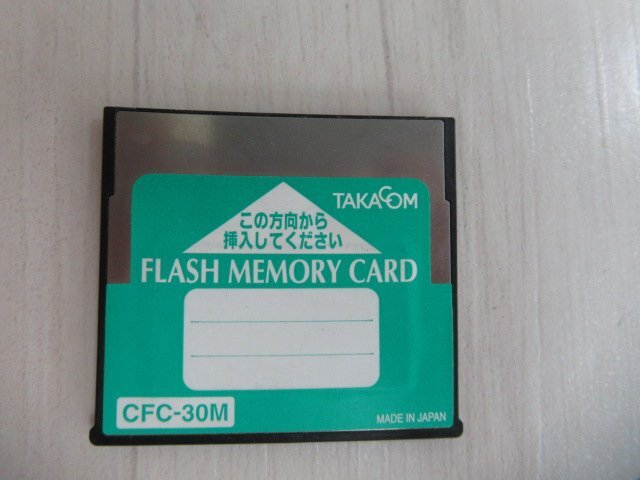 TAKACOM
この方向から
挿入してください
FLASH MEMORY CARD
CFC-30M
MADE IN JAPAN